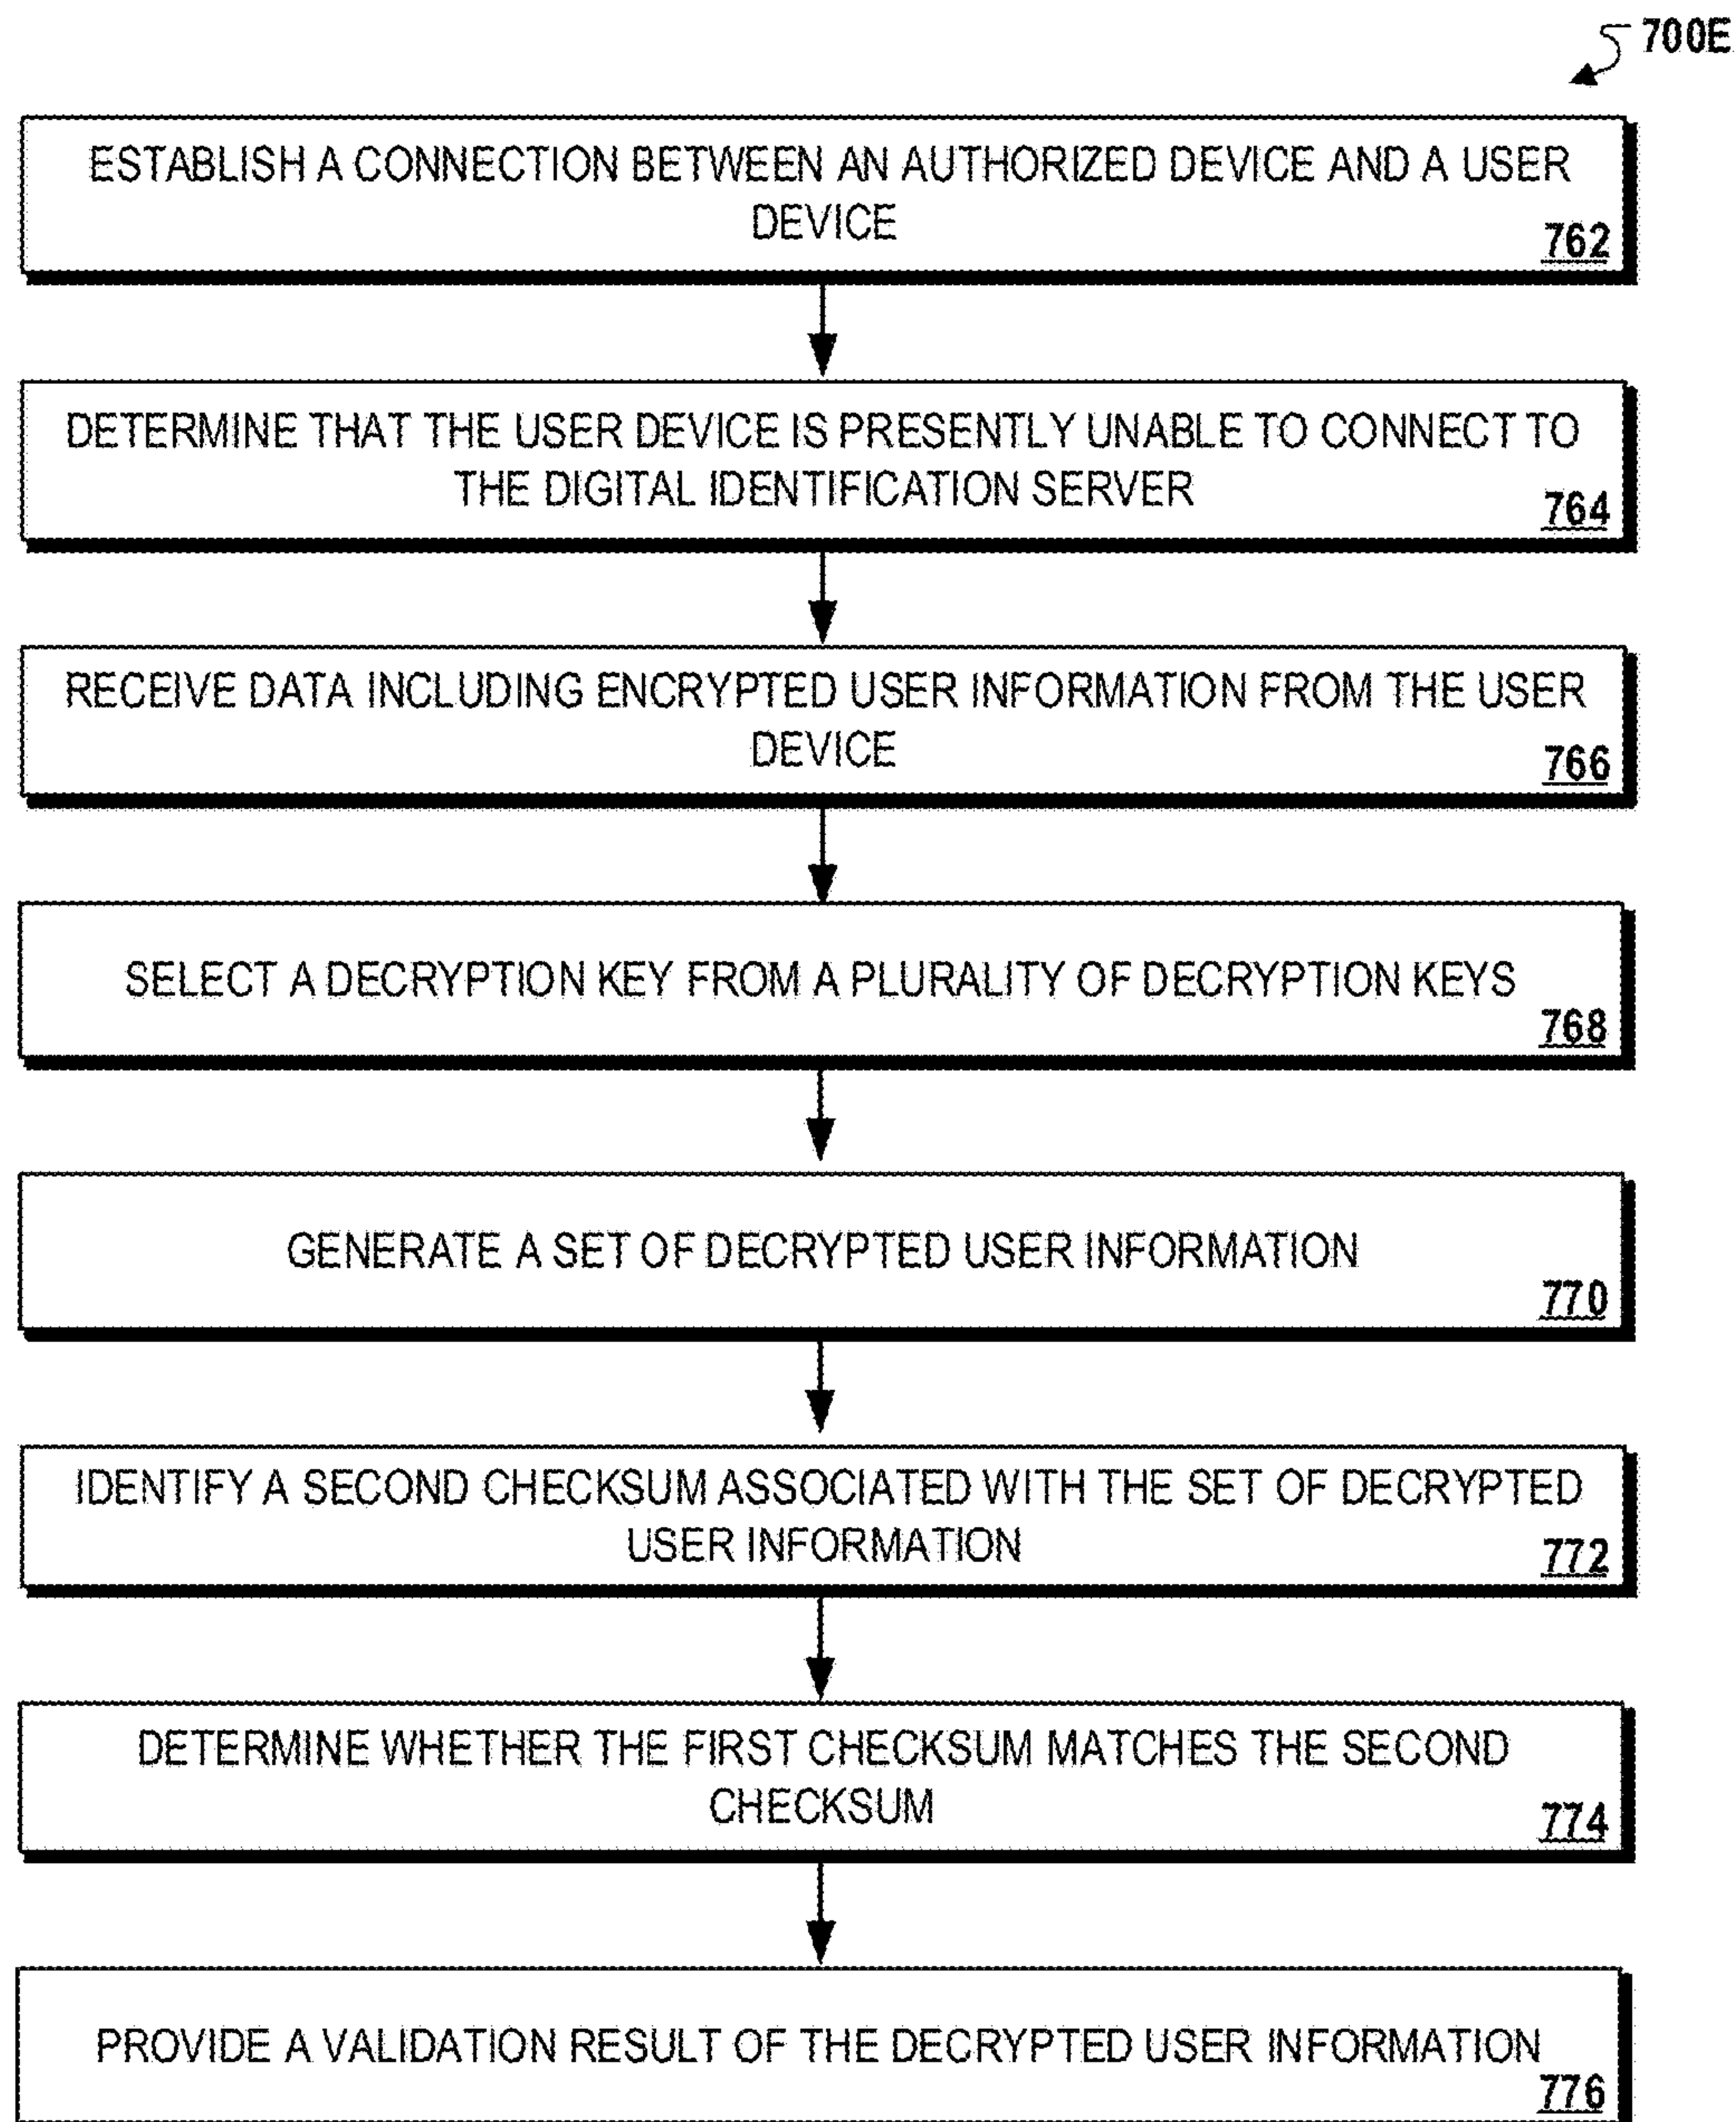 700E
ESTABLISH A CONNECTION BETWEEN AN AUTHORIZED DEVICE AND A USER
DEVICE
762
DETERMINE THAT THE USER DEVICE IS PRESENTLY UNABLE TO CONNECT TO
THE DIGITAL IDENTIFICATION SERVER
764
RECEIVE DATA INCLUDING ENCRYPTED USER INFORMATION FROM THE USER
DEVICE
766
SELECT A DECRYPTION KEY FROM A PLURALITY OF DECRYPTION KEYS
768
GENERATE A SET OF DECRYPTED USER INFORMATION
770
IDENTIFY A SECOND CHECKSUM ASSOCIATED WITH THE SET OF DECRYPTED
USER INFORMATION
772
DETERMINE WHETHER THE FIRST CHECKSUM MATCHES THE SECOND
CHECKSUM
774
PROVIDE A VALIDATION RESULT OF THE DECRYPTED USER INFORMATION
776